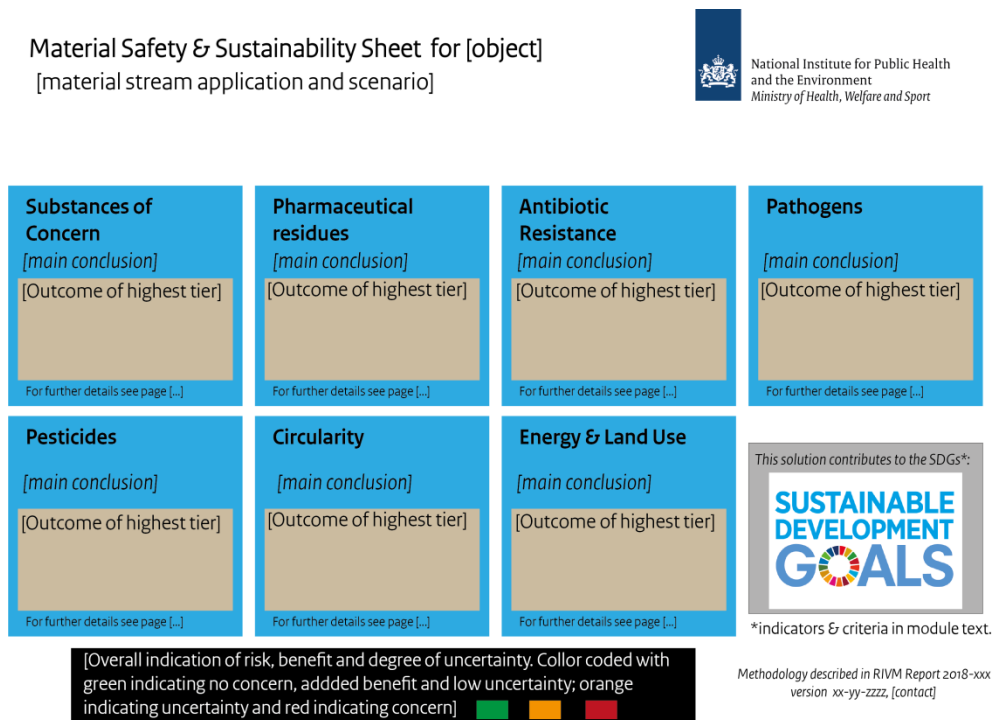 Material Safety & Sustainability Sheet for [object]
[material stream application and scenario]
National Institute for Public Health
and the Environment
Ministry of Health, Welfare and Sport
Substances of
Concern
[main conclusion]
[Outcome of highest tier]
For further details see page [...]
Pharmaceutical
residues
[main conclusion]
[Outcome of highest tier]
For further details see page [...]
Antibiotic
Resistance
[main conclusion]
[Outcome of highest tier]
For further details see page [...]
Pathogens
[main conclusion]
[Outcome of highest tier]
For further details see page [...]
Pesticides
[main conclusion]
[Outcome of highest tier]
For further details see page [...]
Circularity
[main conclusion]
[Outcome of highest tier]
For further details see page [...]
Energy & Land Use
[main conclusion]
[Outcome of highest tier]
For further details see page [...]
This solution contributes to the SDGs*:
SUSTAINABLE
DEVELOPMENT
GOALS
*indicators & criteria in module text.
[Overall indication of risk, benefit and degree of uncertainty. Collor coded with
green indicating no concern, addded benefit and low uncertainty; orange
indicating uncertainty and red indicating concern]
Methodology described in RIVM Report 2018-xxx
version xx-yy-zzzz, [contact]